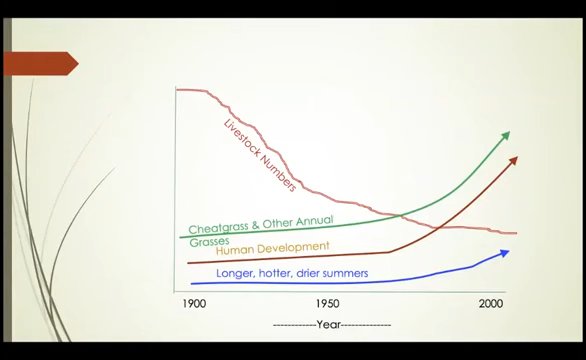 Livestock Numbers
Cheatgrass & Other Annual
Grasses
Human Development
Longer, hotter, drier summers
1900 1950 2000
------------Year--------------